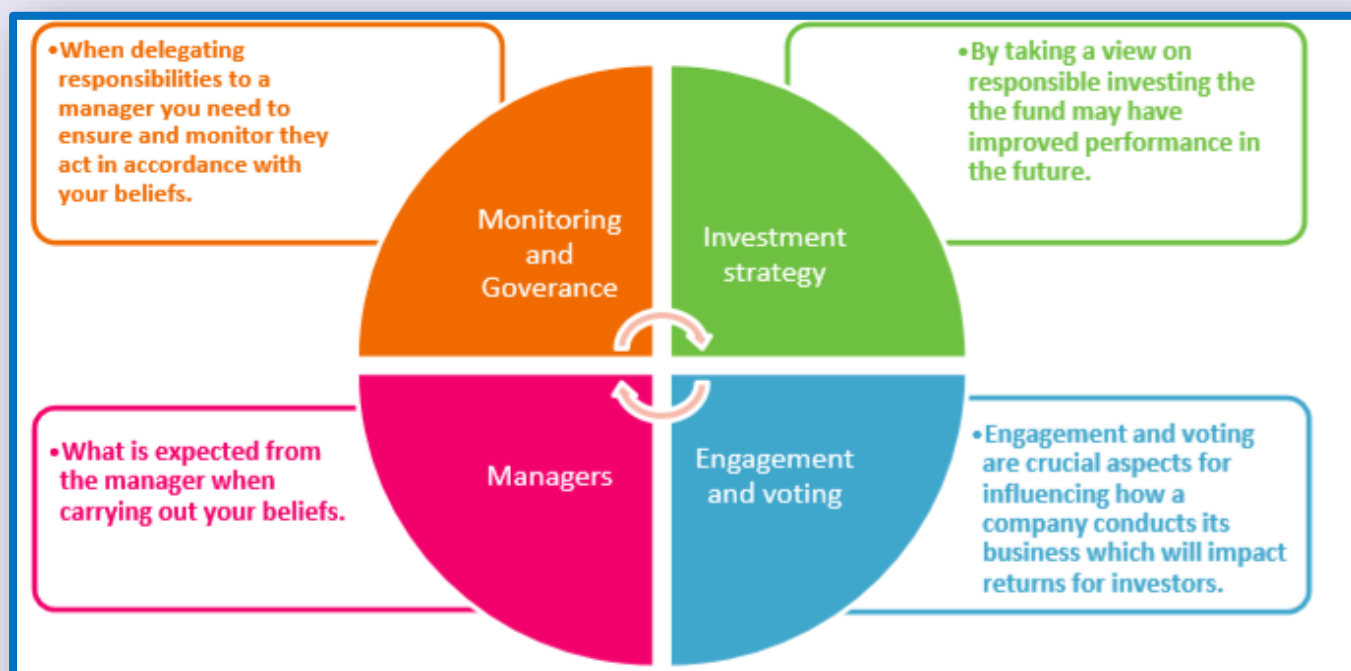 •When delegating
responsibilities to a
manager you need to
ensure and monitor they
act in accordance with
your beliefs.
•By taking a view on
responsible investing the
the fund may have
improved performance in
the future.
Monitoring
and
Goverance
Investment
strategy
•What is expected from
the manager when
carrying out your beliefs.
Managers
Engagement
and voting
•Engagement and voting
are crucial aspects for
influencing how a
company conducts its
business which will impact
returns for investors.